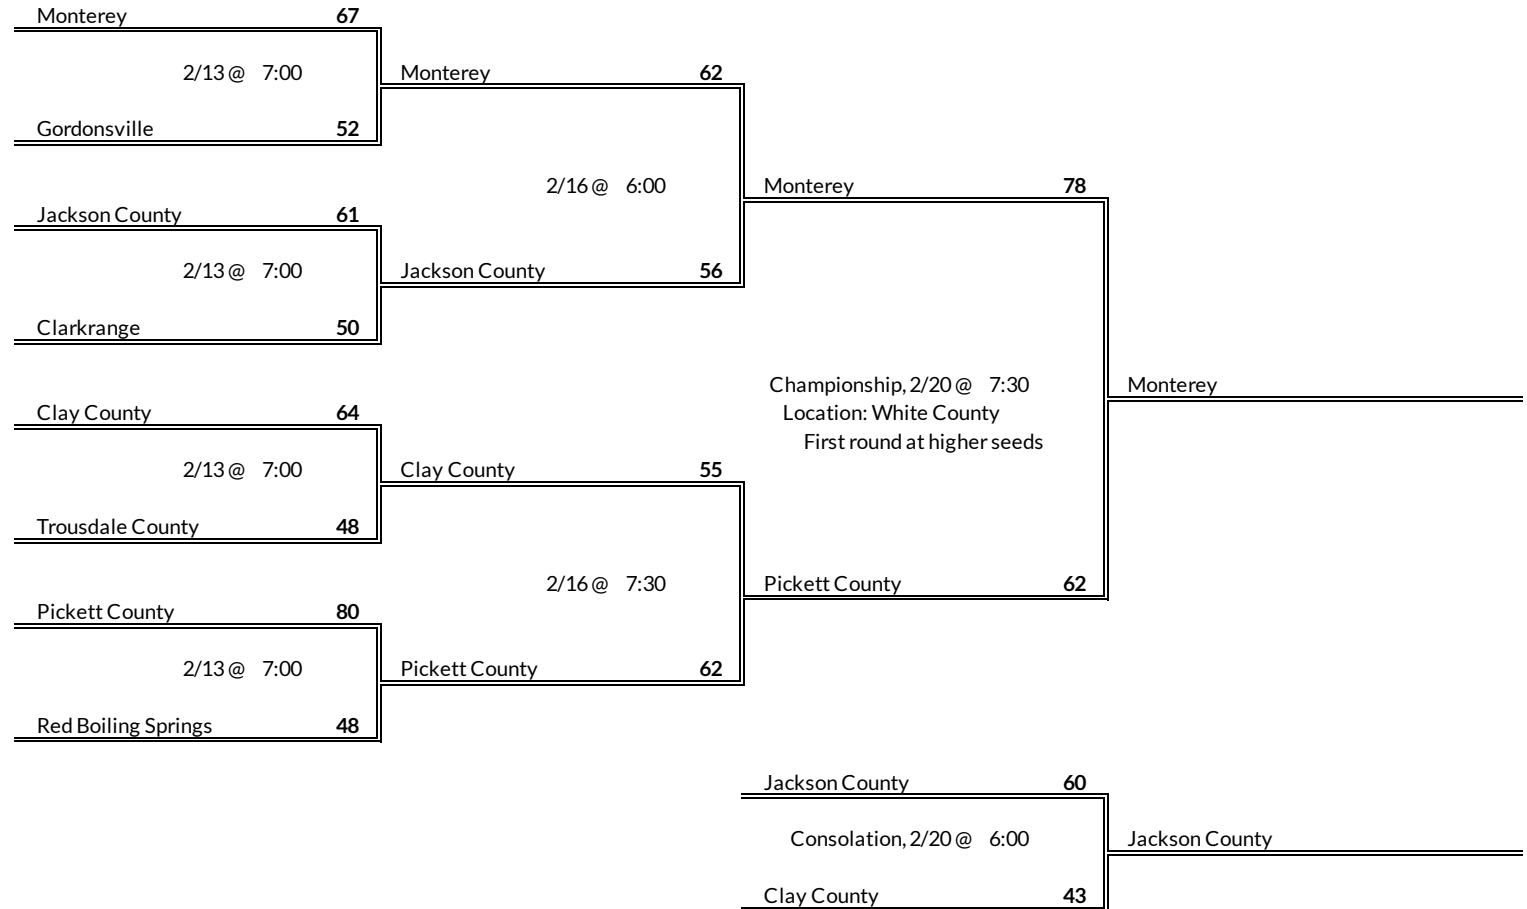 Monterey 67
2/13 @ 7:00
Gordonsville 52
Monterey 62
2/16 @ 6:00
Jackson County 61
2/13 @ 7:00
Clarkrange 50
Jackson County 56
Monterey 78
Championship, 2/20 @ 7:30
Location: White County
First round at higher seeds
Monterey
Clay County 64
2/13 @ 7:00
Trousdale County 48
Clay County 55
2/16 @ 7:30
Pickett County 80
2/13 @ 7:00
Red Boiling Springs 48
Pickett County 62
Pickett County 62
Jackson County 60
Consolation, 2/20 @ 6:00
Clay County 43
Jackson County